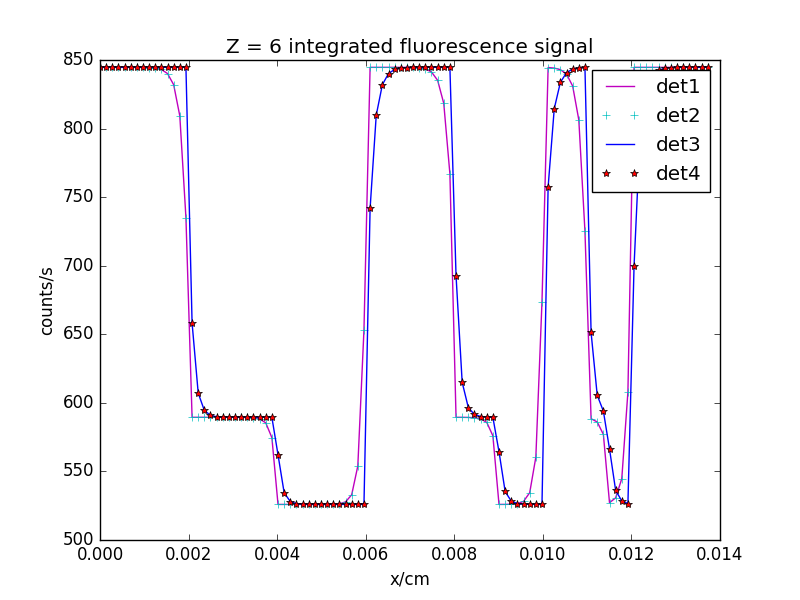 Z = 6 integrated fluorescence signal
850
800
750
700
650
600
550
500
counts/s
det1
det2
det3
det4
0.000 0.002 0.004 0.006 0.008 0.010 0.012 0.014
x/cm